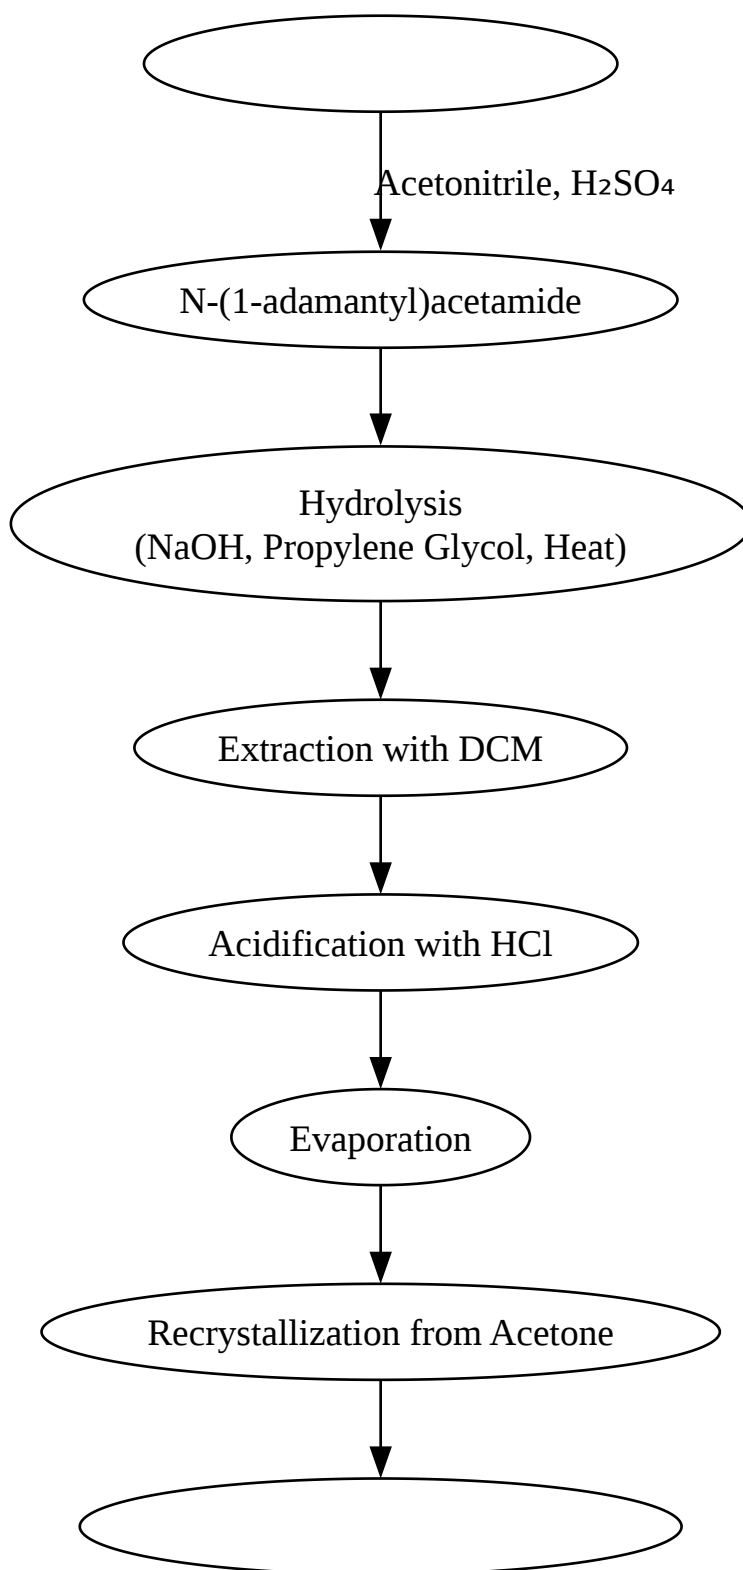 Acetonitrile, H₂SO₄
N-(1-adamantyl)acetamide
Hydrolysis
(NaOH, Propylene Glycol, Heat)
Extraction with DCM
Acidification with HCl
Evaporation
Recrystallization from Acetone